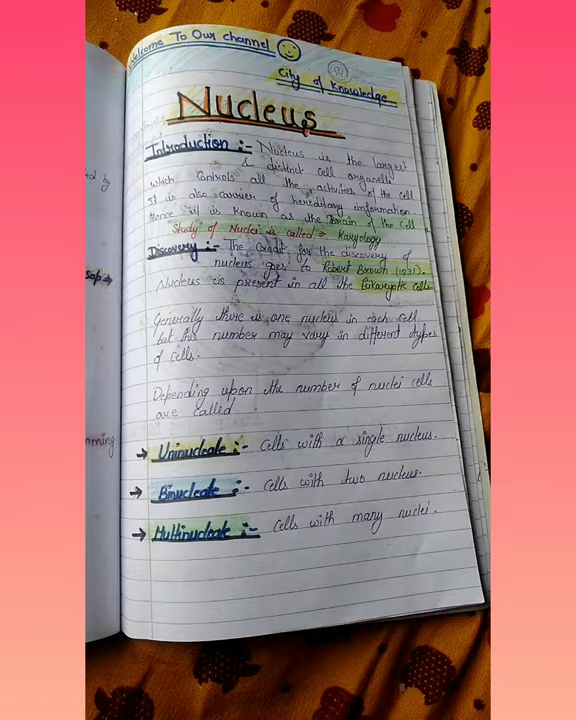 Welcome To Our Channel
City of Knowledge
Nucleus
Introduction :- Nucleus is the largest
& distinct cell organells
which controls all the activities of the cell
It is also carrier of hereditary information
Hence it is known as the Brain of the Cell
Study of Nuclei is called Karyology
Discovery :- The Credit for the discovery of
nucleus goes to Robert Brown (1931).
Nucleus is present in all the Eukaryotic cells
Generally there is one nucleus in each cell
but this number may vary in different types
of cells.
Depending upon the number of nuclei cells
are called
→ Uninucleate :- Cells with a single nucleus.
→ Binucleate :- Cells with two nucleus.
→ Multinucleate :- Cells with many nuclei.